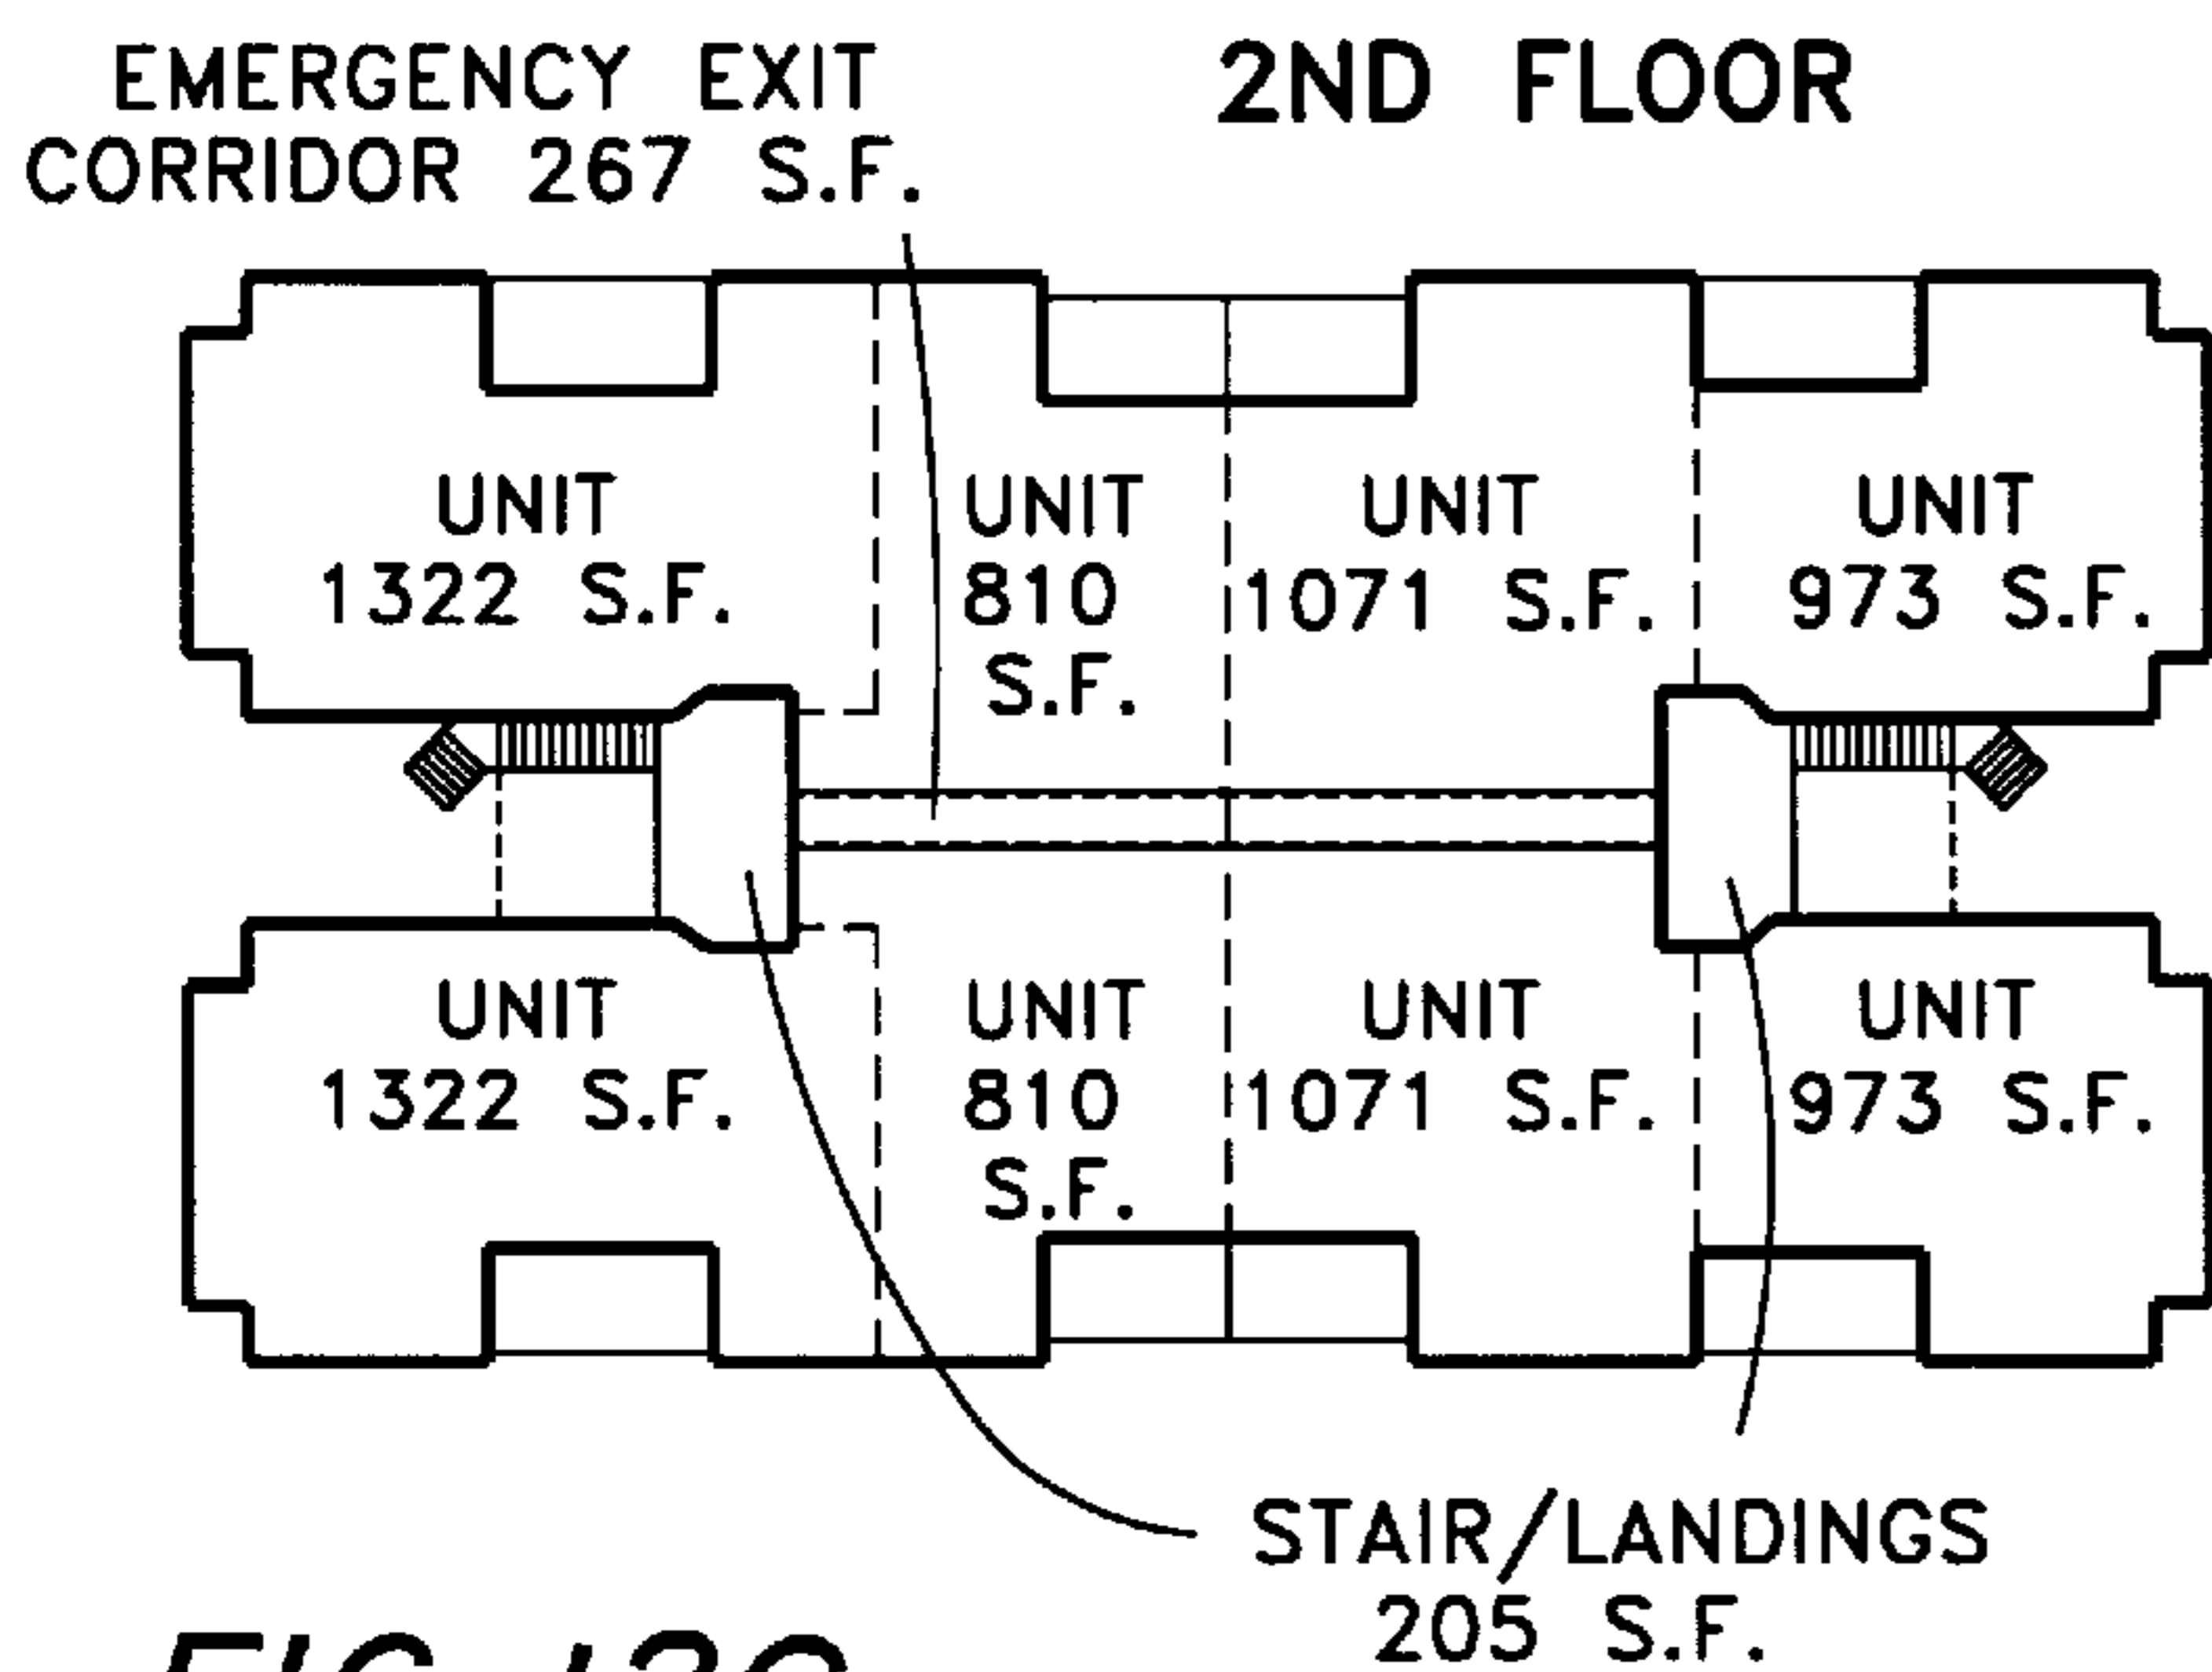 EMERGENCY EXIT
CORRIDOR 267 S.F.
2ND FLOOR
UNIT
1322 S.F.
UNIT
810
S.F.
UNIT
1071 S.F.
UNIT
973 S.F.
UNIT
1322 S.F.
UNIT
810
S.F.
UNIT
1071 S.F.
UNIT
973 S.F.
STAIR/LANDINGS
205 S.F.